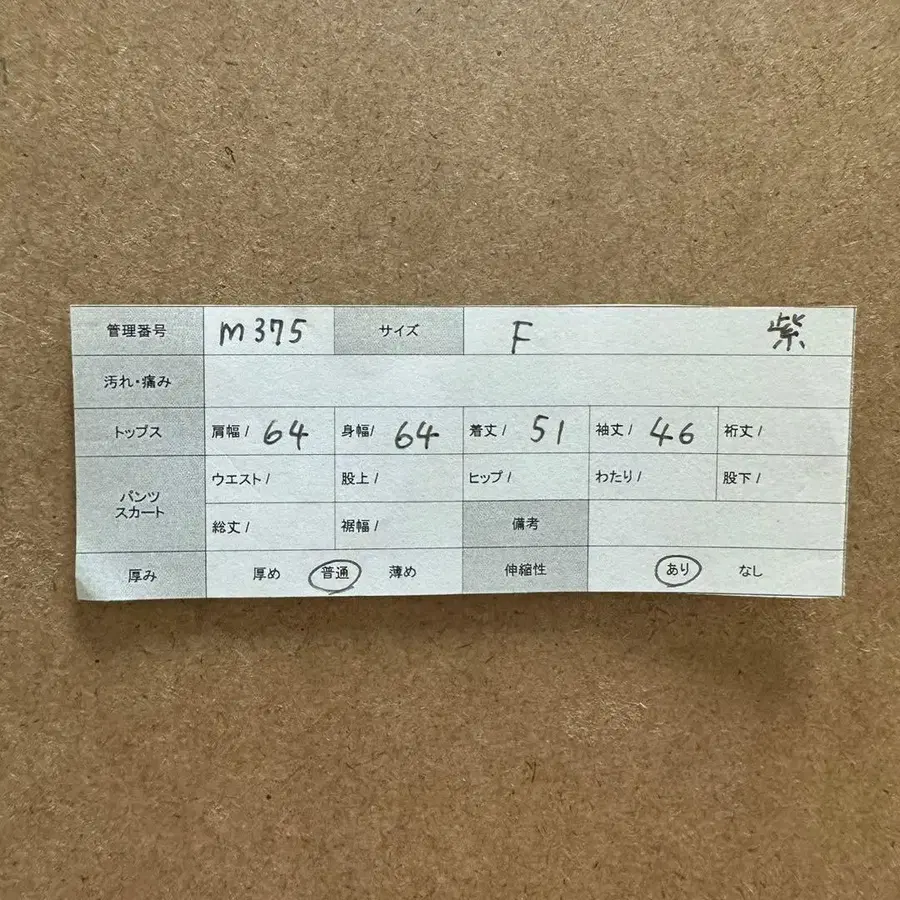 管理番号 M375 サイズ F 紫
汚れ・痛み
トップス 肩幅/ 64 身幅/ 64 着丈/ 51 袖丈/ 46 裄丈/
パンツ スカート ウエスト/ 股上/ ヒップ/ わたり/ 股下/
総丈/ 裾幅/ 備考
厚み 厚め 普通 薄め 伸縮性 あり なし